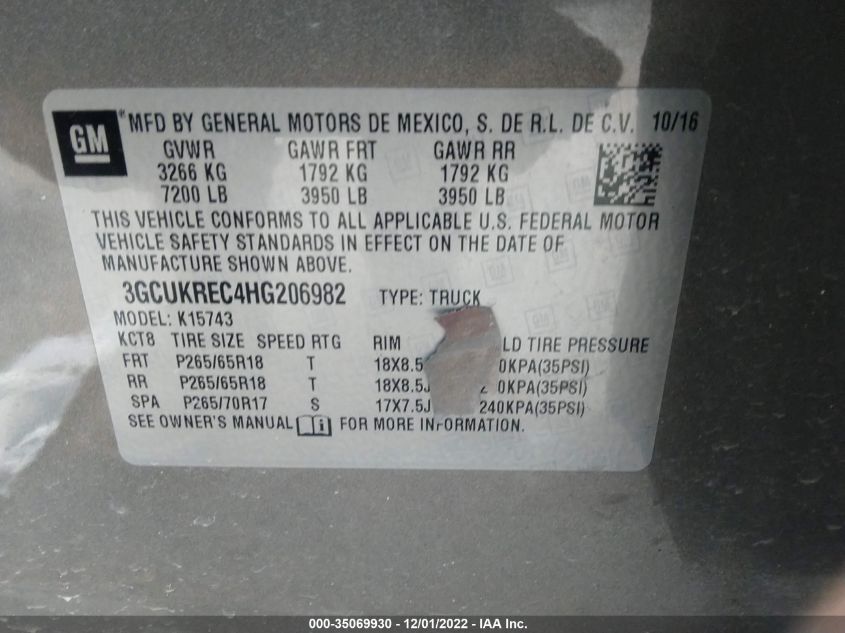 GM
*MFD BY GENERAL MOTORS DE MEXICO, S. DE R.L. DE C.V. 10/16
GVWR GAWR FRT GAWR RR
3266 KG 1792 KG 1792 KG
7200 LB 3950 LB 3950 LB
THIS VEHICLE CONFORMS TO ALL APPLICABLE U.S. FEDERAL MOTOR
VEHICLE SAFETY STANDARDS IN EFFECT ON THE DATE OF
MANUFACTURE SHOWN ABOVE.
3GCUKREC4HG206982 TYPE: TRUCK
MODEL: K15743
KCT8 TIRE SIZE SPEED RTG RIM LD TIRE PRESSURE
FRT P265/65R18 T 18X8.5 0KPA(35PSI)
RR P265/65R18 T 18X8.5J 2 0KPA(35PSI)
SPA P265/70R17 S 17X7.5J 240KPA(35PSI)
SEE OWNER'S MANUAL FOR MORE INFORMATION.
000-35069930 - 12/01/2022 - IAA Inc.